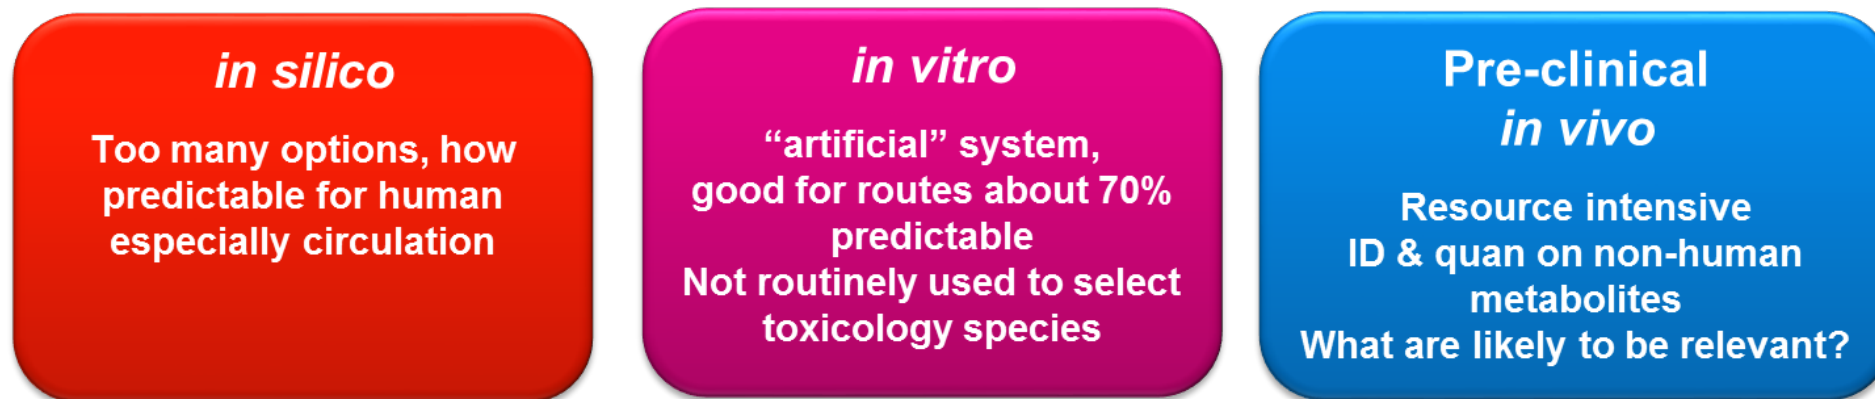 in silico
Too many options, how
predictable for human
especially circulation
in vitro
“artificial” system,
good for routes about 70%
predictable
Not routinely used to select
toxicology species
Pre-clinical
in vivo
Resource intensive
ID & quan on non-human
metabolites
What are likely to be relevant?